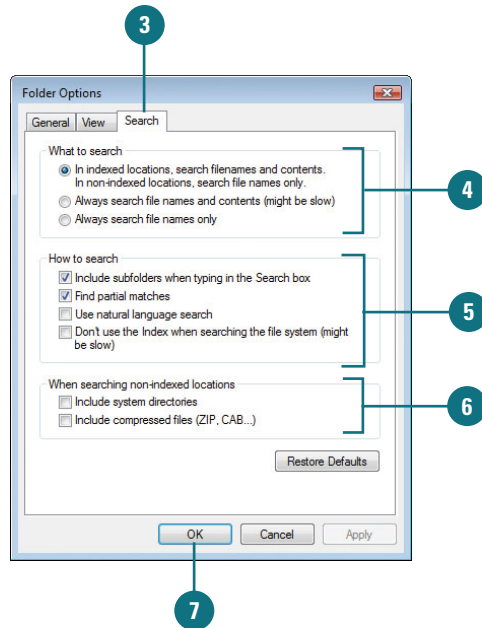 3
Folder Options
General View Search
What to search
In indexed locations, search filenames and contents.
In non-indexed locations, search file names only.
Always search file names and contents (might be slow)
Always search file names only
4
How to search
Include subfolders when typing in the Search box
Find partial matches
Use natural language search
Don't use the Index when searching the file system (might
be slow)
5
When searching non-indexed locations
Include system directories
Include compressed files (ZIP, CAB...)
6
Restore Defaults
OK Cancel Apply
7